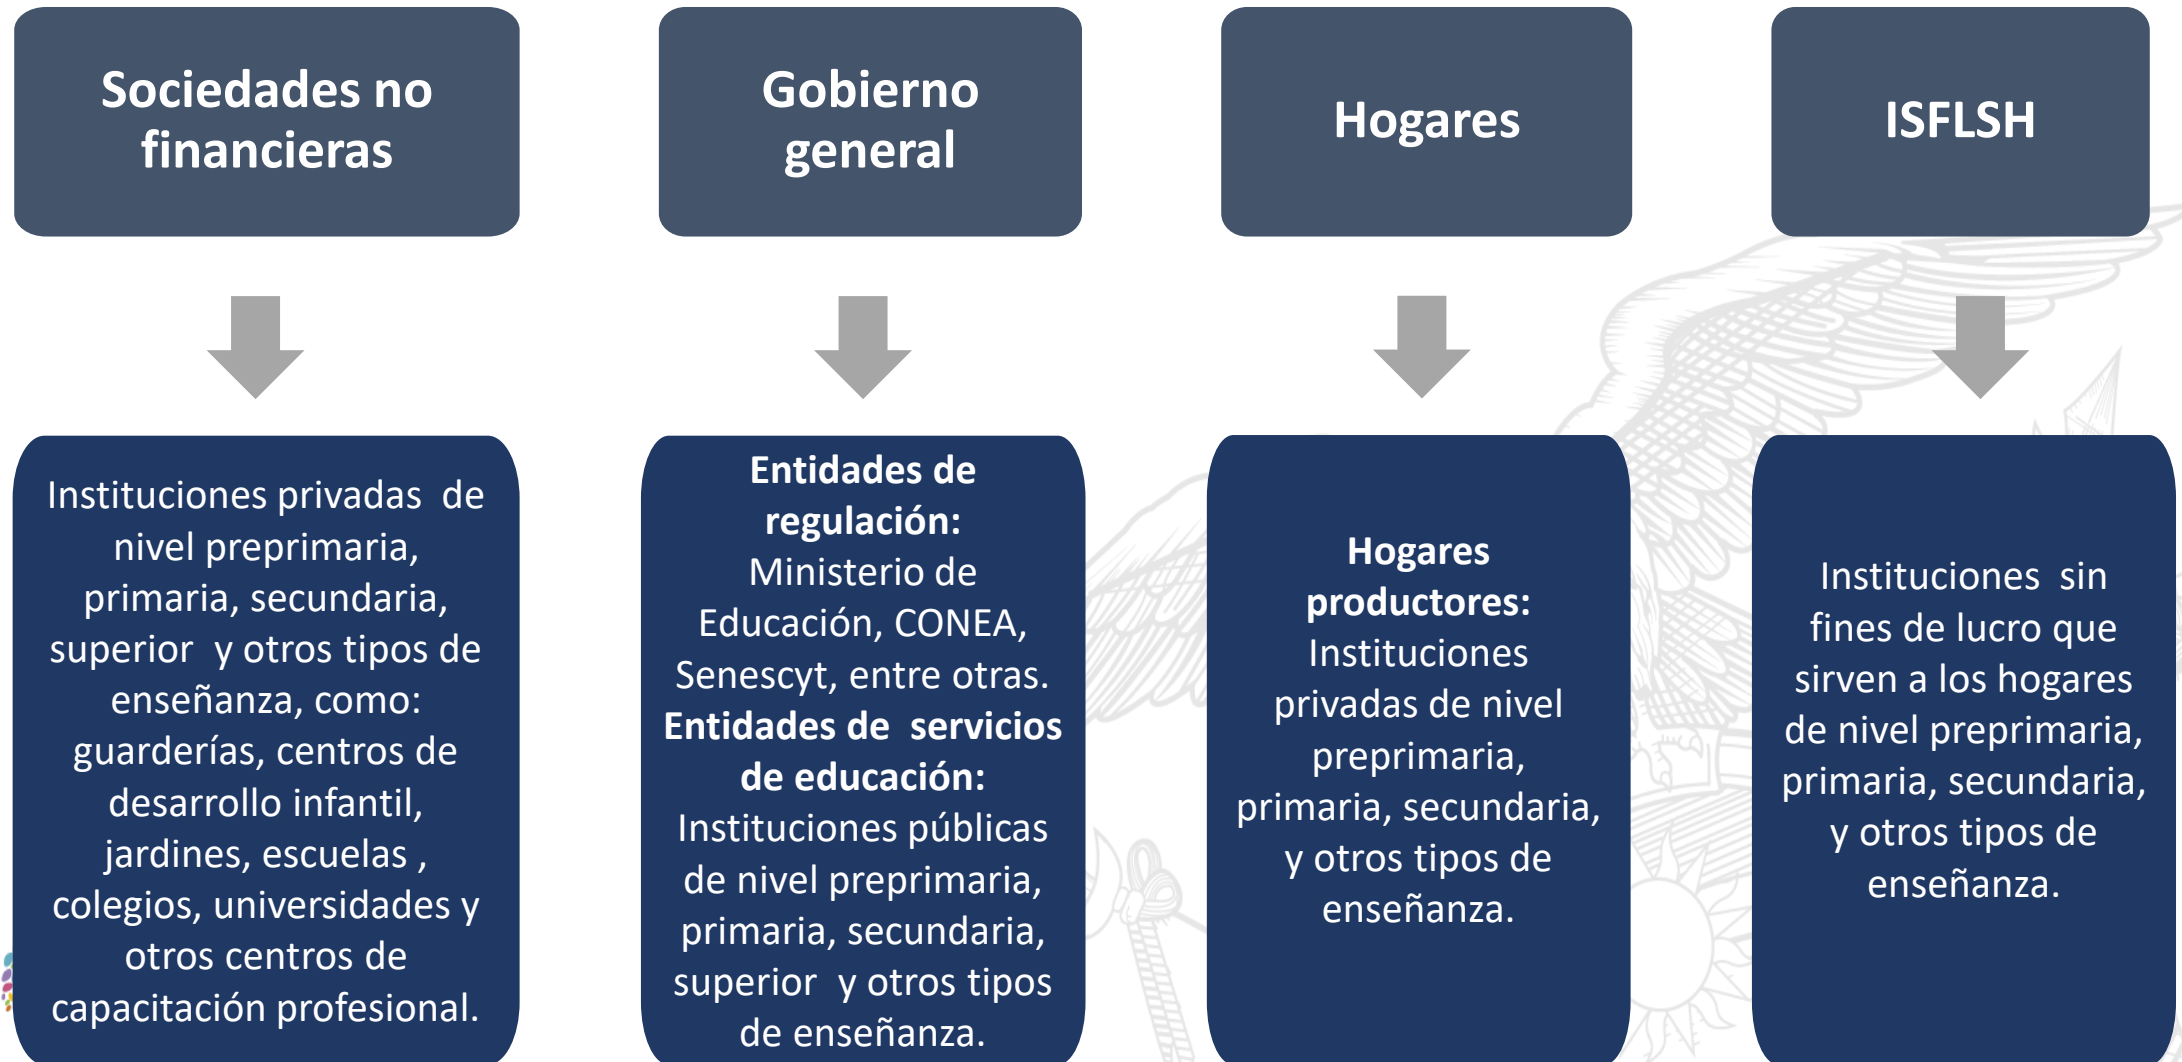 Sociedades no
financieras
Gobierno
general
Hogares
ISFLSH
Instituciones privadas  de
nivel preprimaria,
primaria, secundaria,
superior  y otros tipos de
enseñanza, como:
guarderías, centros de
desarrollo infantil,
jardines, escuelas ,
colegios, universidades y
otros centros de
capacitación profesional.
Entidades de
regulación:
Ministerio de
Educación, CONEA,
Senescyt, entre otras.
Entidades de  servicios
de educación:
Instituciones públicas
de nivel preprimaria,
primaria, secundaria,
superior  y otros tipos
de enseñanza.
Hogares
productores:
Instituciones
privadas de nivel
preprimaria,
primaria, secundaria,
y otros tipos de
enseñanza.
Instituciones  sin
fines de lucro que
sirven a los hogares
de nivel preprimaria,
primaria, secundaria,
y otros tipos de
enseñanza.